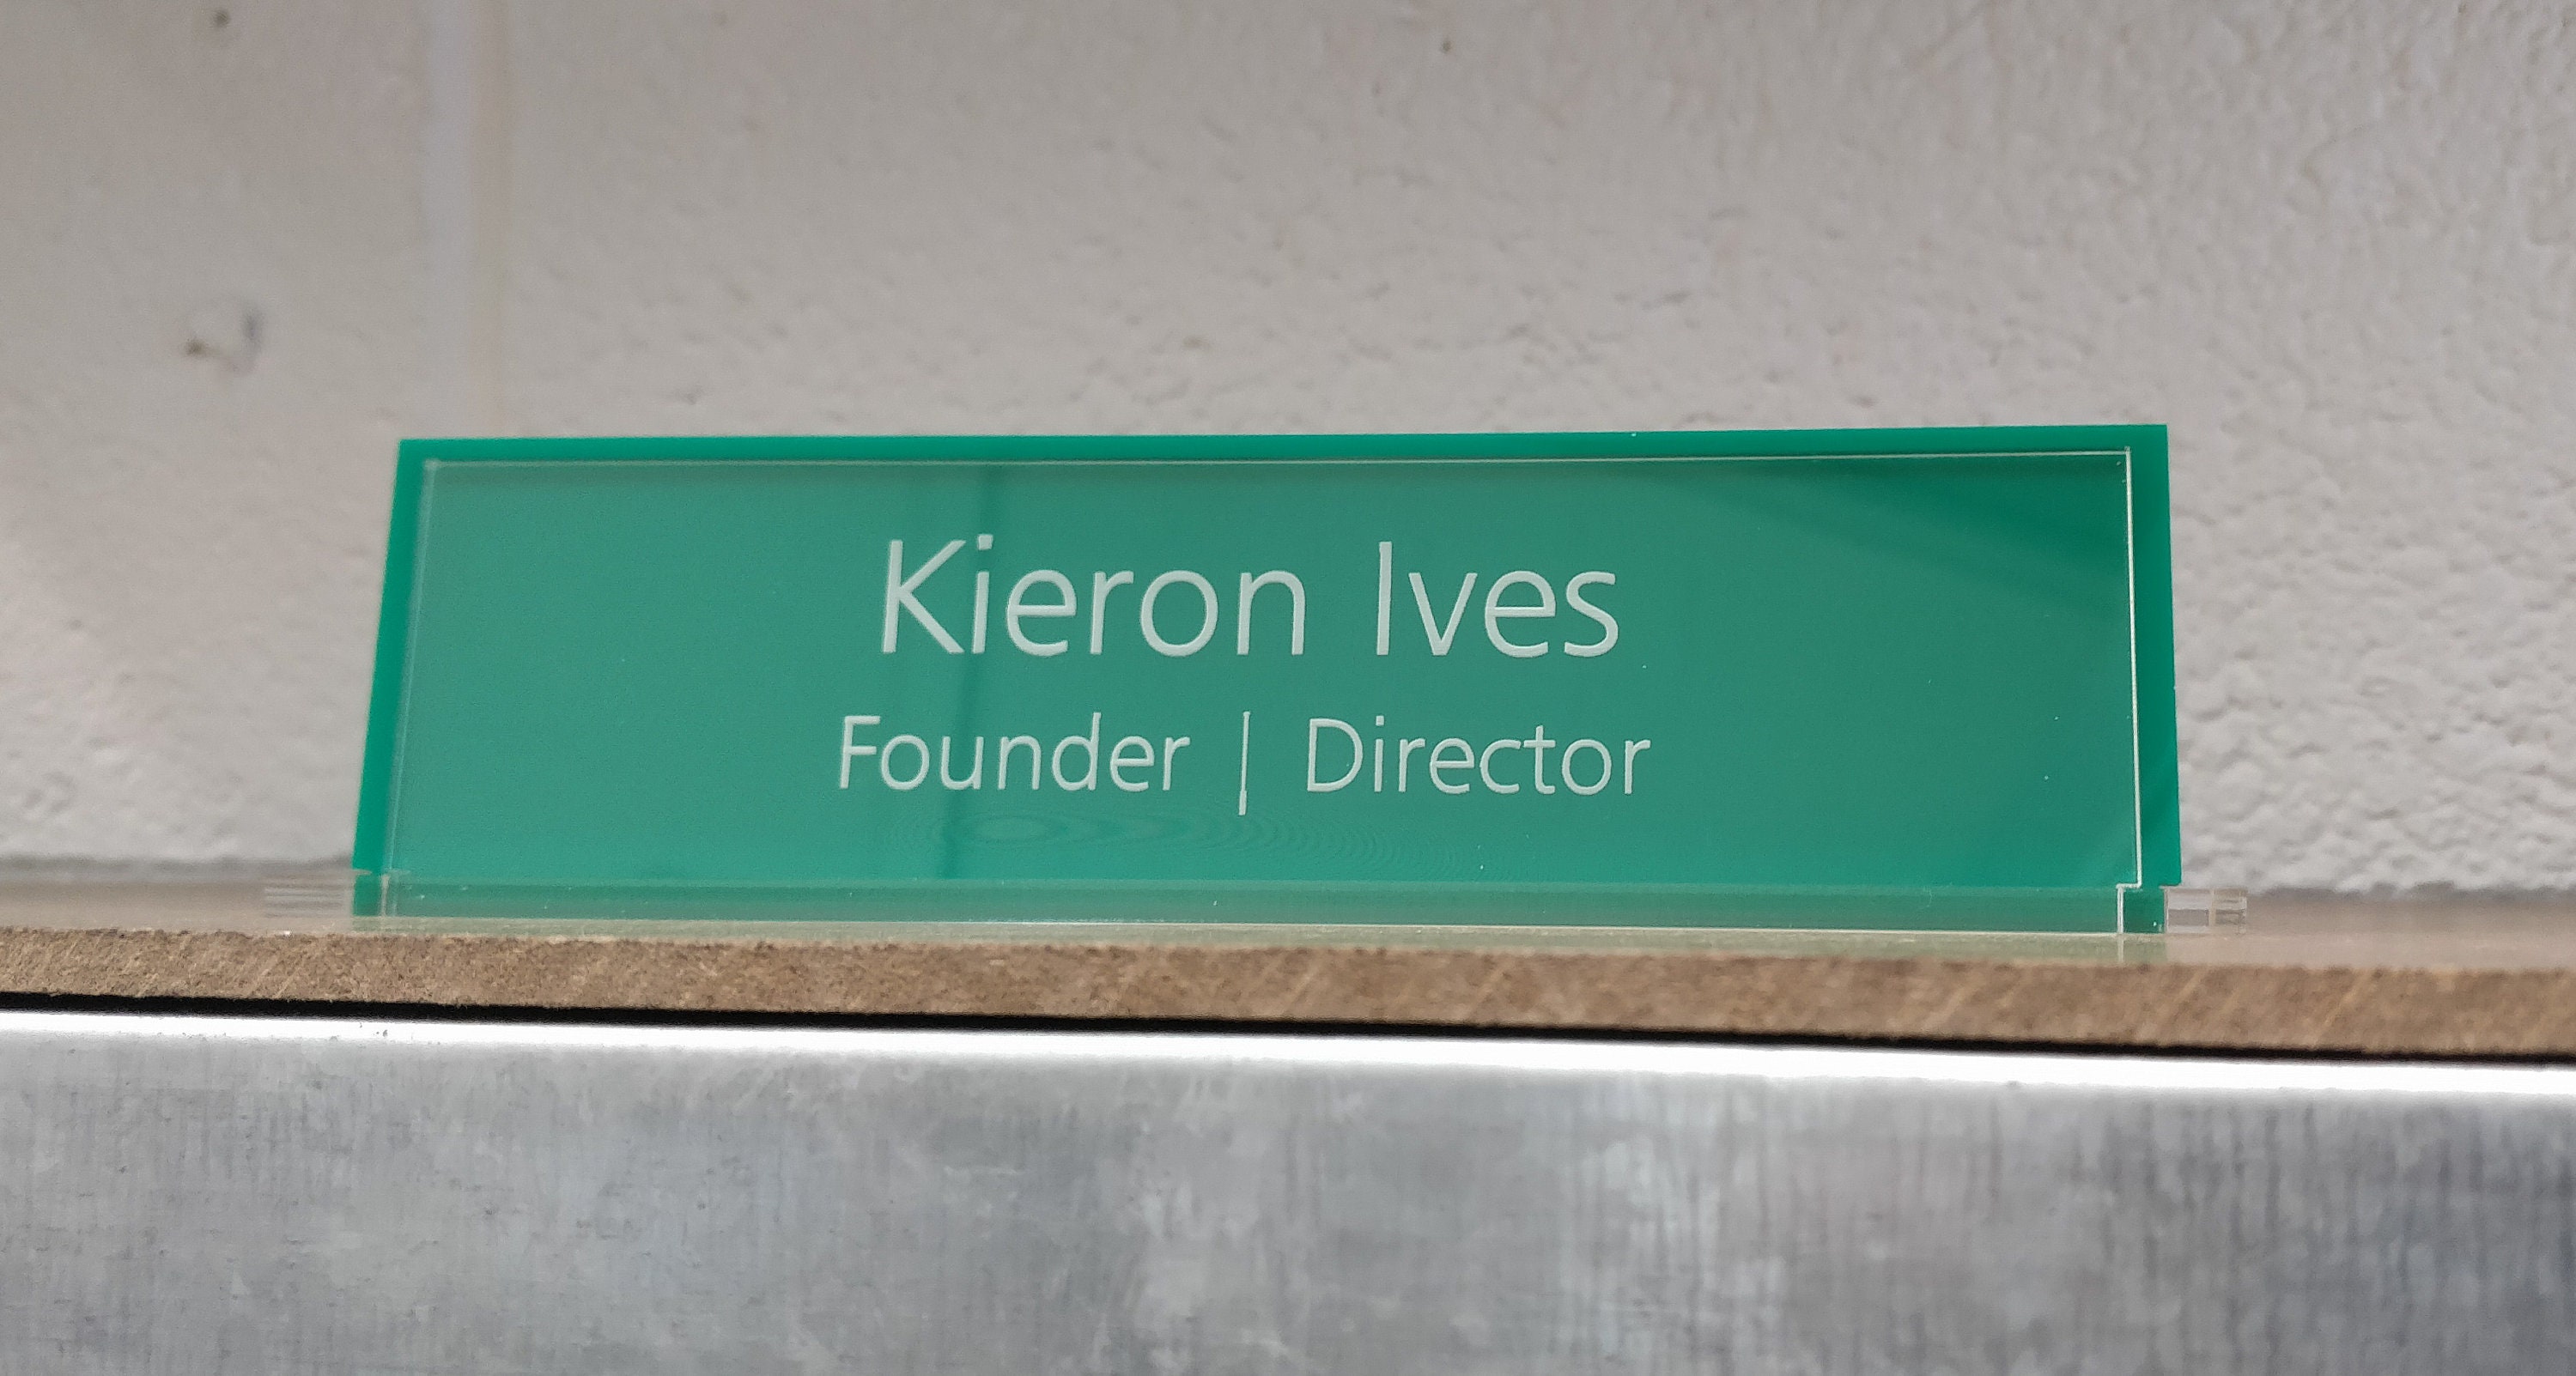 Kieron Ives
Founder | Director